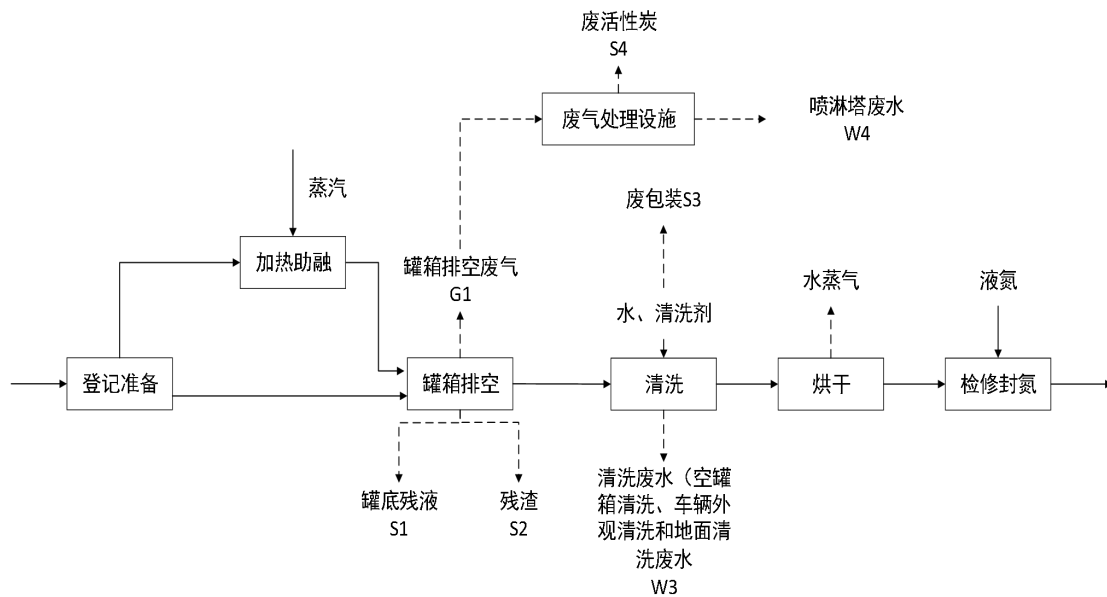 废活性炭
S4
废气处理设施
喷淋塔废水
W4
蒸汽
废包装S3
加热助融
罐箱排空废气
G1
水蒸气
液氮
水、清洗剂
登记准备
罐箱排空
清洗
烘干
检修封氮
罐底残液
S1
残渣
S2
清洗废水（空罐
箱清洗、车辆外
观清洗和地面清
洗废水
W3